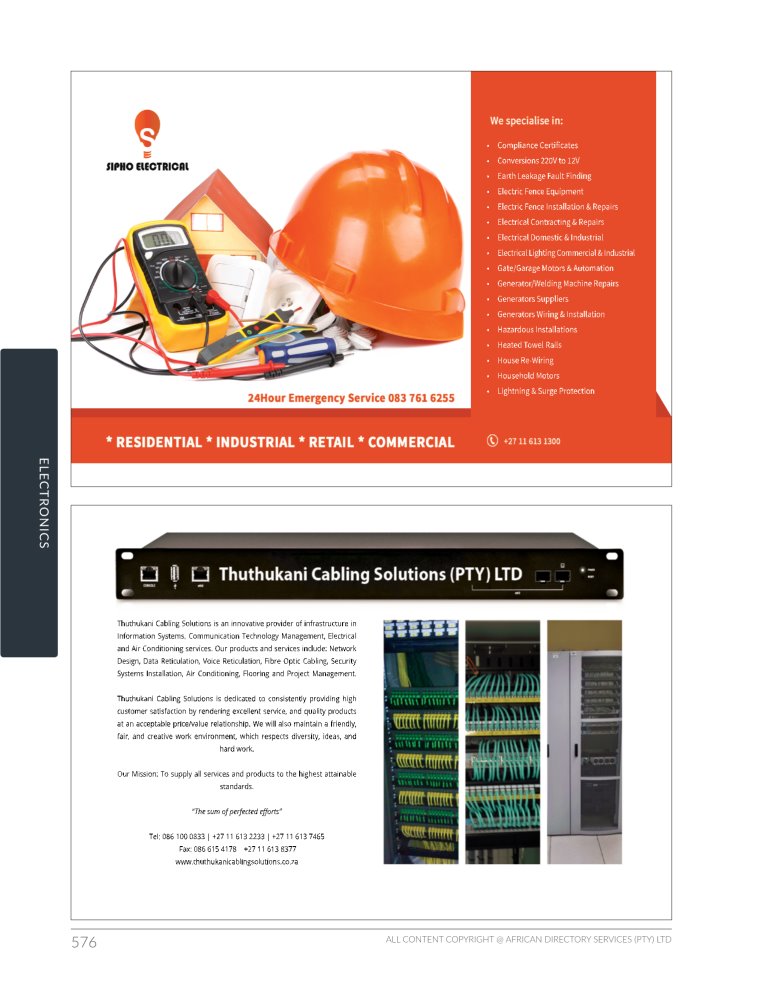 SIPHO ELECTRICAL
We specialise in:
• Compliance Certificates
• Conversions 220V to 12V
• Earth Leakage Fault Finding
• Electric Fence Equipment
• Electric Fence Installation & Repairs
• Electrical Contracting & Repairs
• Electrical Domestic & Industrial
• Electrical Lighting Commercial & Industrial
• Gate/Garage Motors & Automation
• Generator/Welding Machine Repairs
• Generators Suppliers
• Generators Wiring & Installation
• Hazardous Installations
• Heated Towel Rails
• House Re-Wiring
• Household Motors
• Lightning & Surge Protection
24Hour Emergency Service 083 761 6255
* RESIDENTIAL * INDUSTRIAL * RETAIL * COMMERCIAL
+27 11 613 1300
ELECTRONICS
Thuthukani Cabling Solutions (PTY) LTD
CONSOLE
Thuthukani Cabling Solutions is an innovative provider of infrastructure in
Information Systems, Communication Technology Management, Electrical
and Air Conditioning services. Our products and services include: Network
Design, Data Reticulation, Voice Reticulation, Fibre Optic Cabling, Security
Systems Installation, Air Conditioning, Flooring and Project Management.
Thuthukani Cabling Solutions is dedicated to consistently providing high
customer satisfaction by rendering excellent service, and quality products
at an acceptable price/value relationship. We will also maintain a friendly,
fair, and creative work environment, which respects diversity, ideas, and
hard work.
Our Mission: To supply all services and products to the highest attainable
standards.
"The sum of perfected efforts"
Tel: 086 100 0833 | +27 11 613 2233 | +27 11 613 7465
Fax: 086 615 4178 +27 11 613 8377
www.thuthukanicablingsolutions.co.za
576
ALL CONTENT COPYRIGHT @ AFRICAN DIRECTORY SERVICES (PTY) LTD